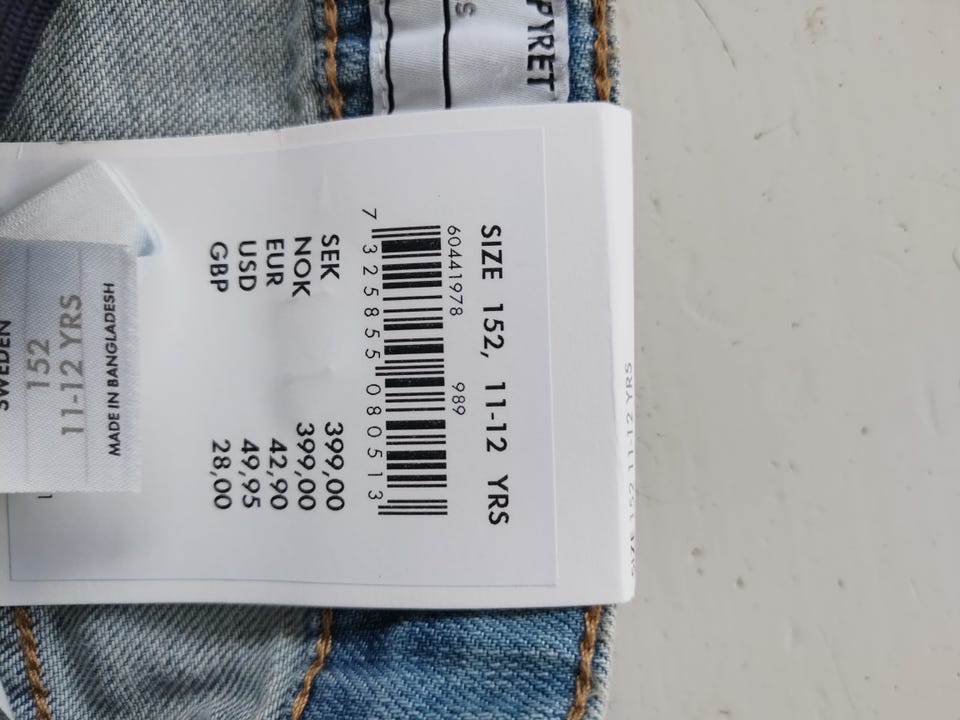 PYRET
S
SIZE 152, 11-12 YRS
60441978 989
7 325855 080513
SEK 399,00
NOK 399,00
EUR 42,90
USD 49,95
GBP 28,00
MADE IN BANGLADESH
11-12 YRS
152
SWEDEN
SIZE 152 11-12 YRS